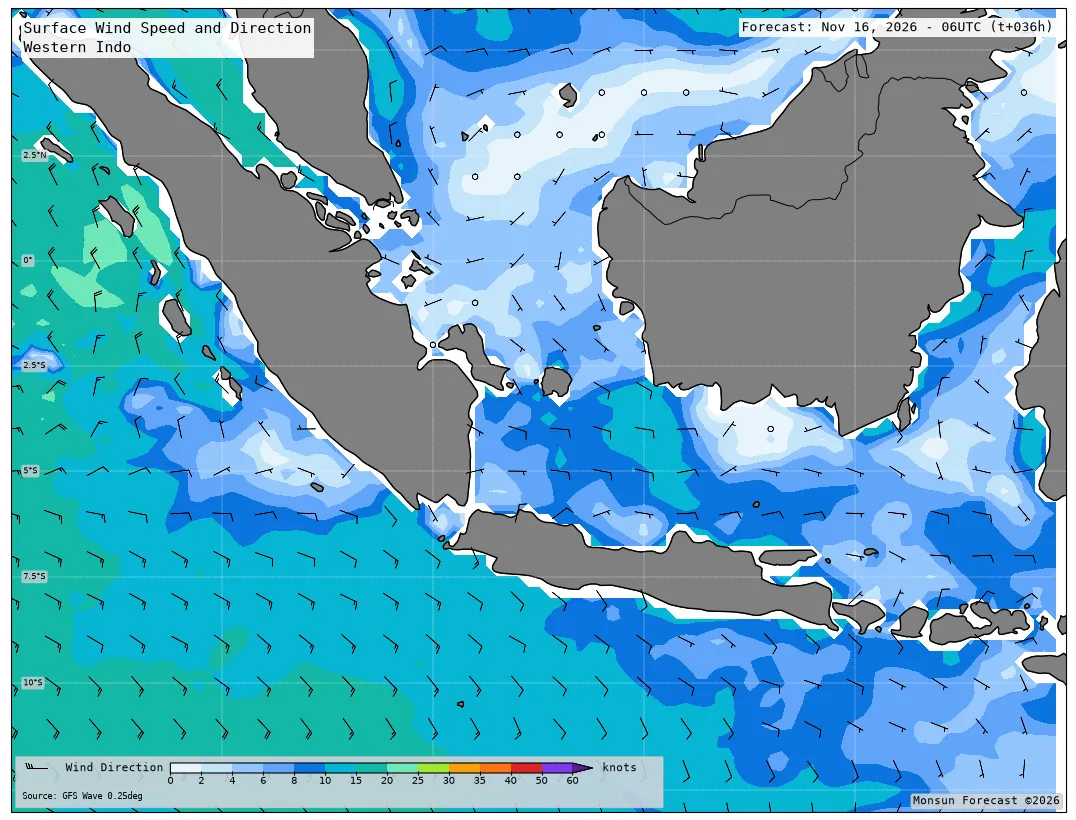 Surface Wind Speed and Direction
Western Indo
Forecast: Nov 16, 2026 - 06UTC (t+036h)
2.5°N
0°
2.5°S
5°S
7.5°S
10°S
Wind Direction
0 2 4 6 8 10 15 20 25 30 35 40 50 60
knots
Source: GFS Wave 0.25deg
Monsun Forecast ©2026